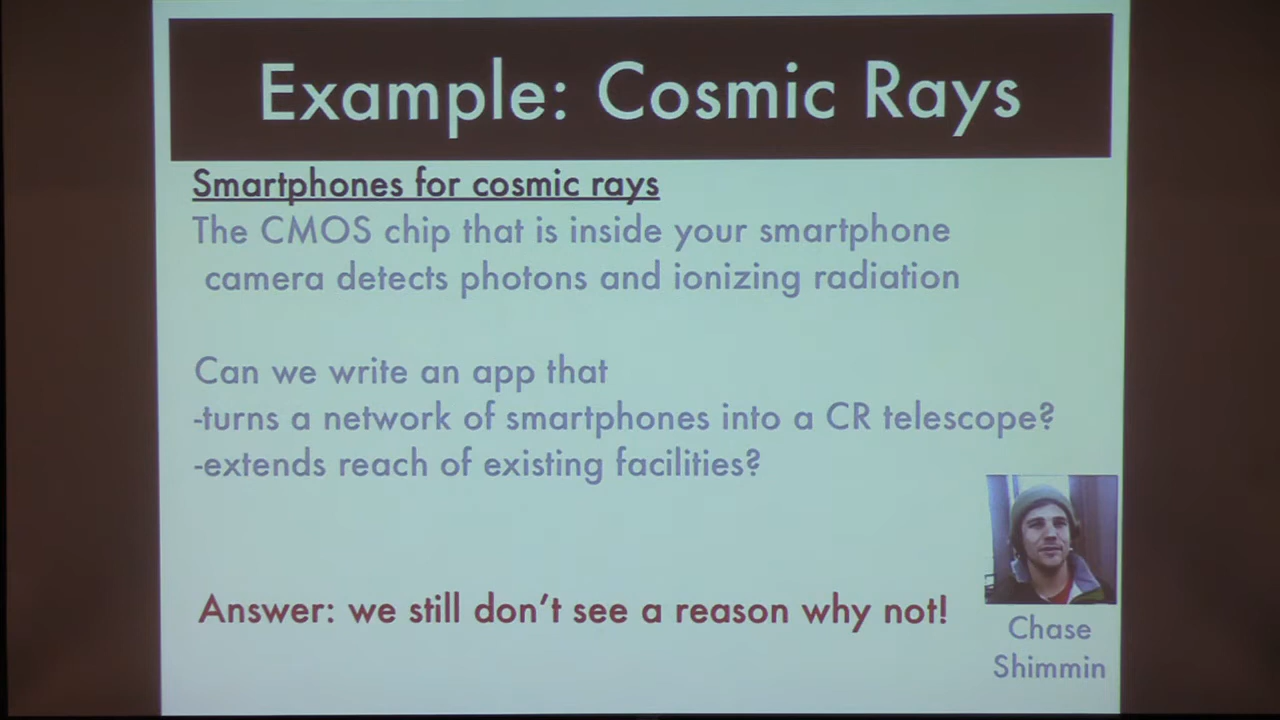 Example: Cosmic Rays
Smartphones for cosmic rays
The CMOS chip that is inside your smartphone
camera detects photons and ionizing radiation
Can we write an app that
-turns a network of smartphones into a CR telescope?
-extends reach of existing facilities?
Answer: we still don't see a reason why not!
Chase
Shimmin